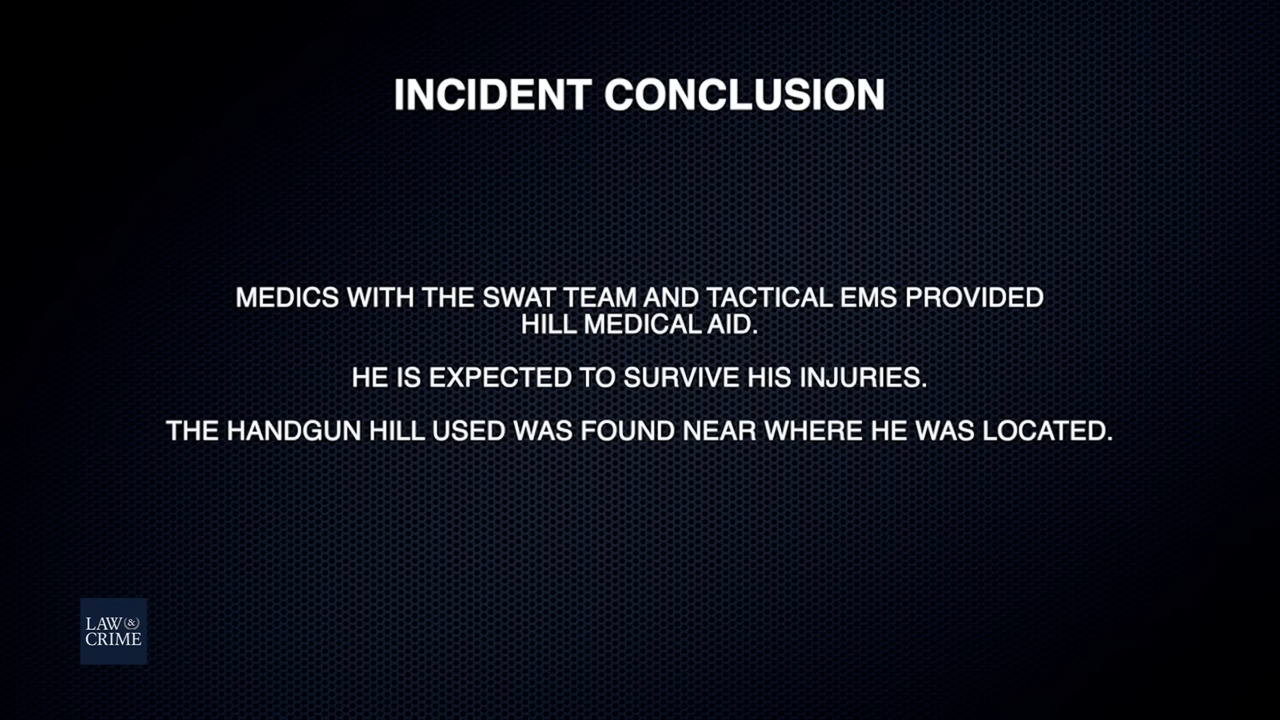 INCIDENT CONCLUSION
MEDICS WITH THE SWAT TEAM AND TACTICAL EMS PROVIDED
HILL MEDICAL AID.
HE IS EXPECTED TO SURVIVE HIS INJURIES.
THE HANDGUN HILL USED WAS FOUND NEAR WHERE HE WAS LOCATED.
LAW &
CRIME